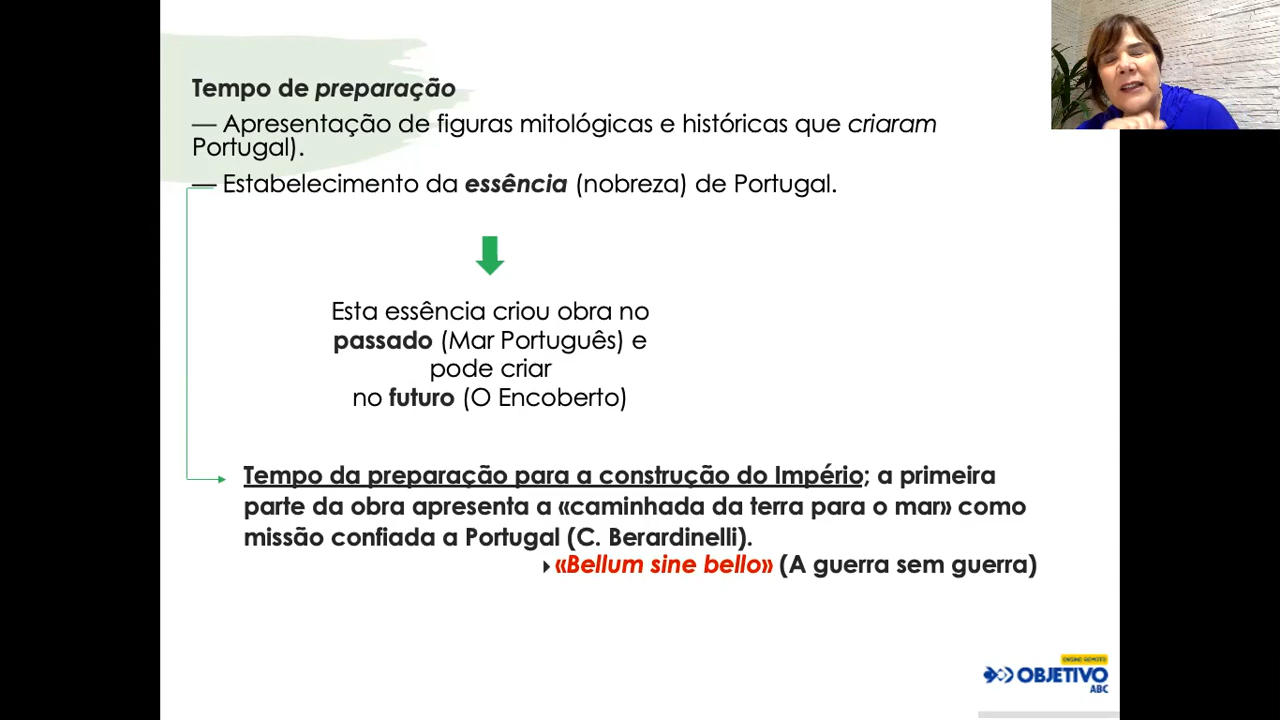 Tempo de preparação
— Apresentação de figuras mitológicas e históricas que criaram
Portugal).
— Estabelecimento da essência (nobreza) de Portugal.
Esta essência criou obra no
passado (Mar Português) e
pode criar
no futuro (O Encoberto)
Tempo da preparação para a construção do Império; a primeira
parte da obra apresenta a «caminhada da terra para o mar» como
missão confiada a Portugal (C. Berardinelli).
«Bellum sine bello» (A guerra sem guerra)
ENSINO REMOTO
OBJETIVO
ABC